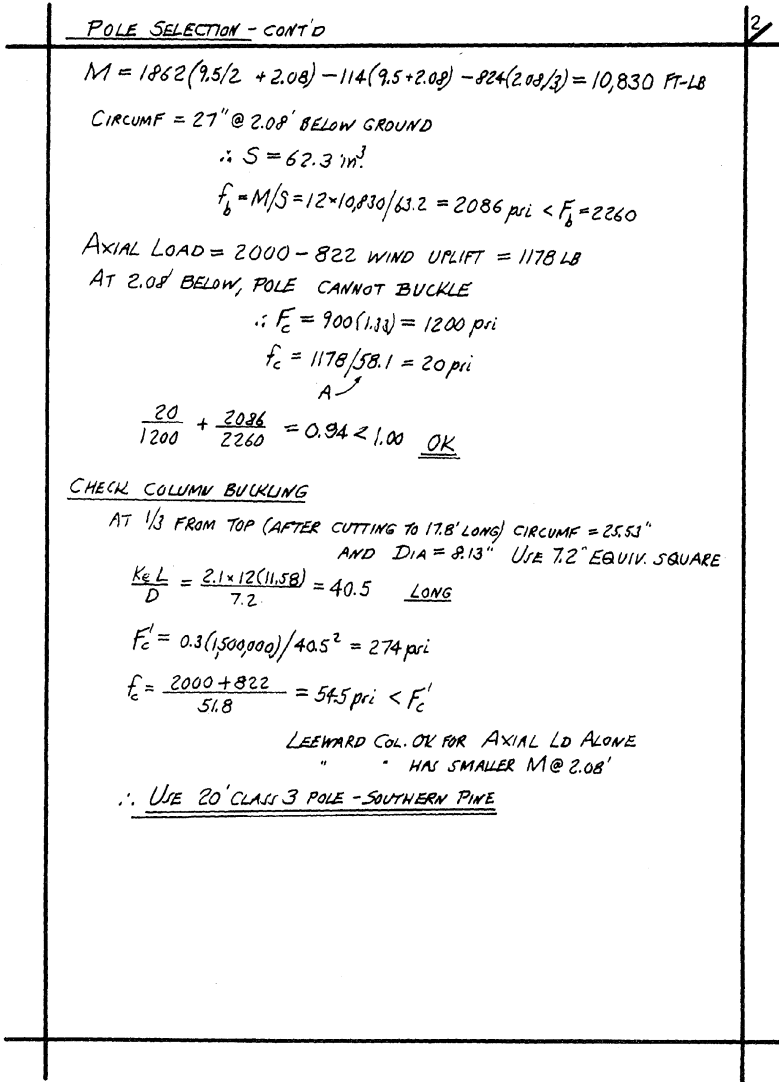 POLE SELECTION - CONT'D
2
M = 1862(9.5/2 + 2.08) - 114(9.5+2.08) - 824(2.08/3) = 10,830 FT-LB
CIRCUMF = 27"@ 2.08' BELOW GROUND
∴ S = 62.3 in³.
f_b = M/S = 12×10,830/63.2 = 2086 psi < F_b = 2260
AXIAL LOAD = 2000 - 822 WIND UPLIFT = 1178 LB
AT 2.08' BELOW, POLE CANNOT BUCKLE
∴ F_c = 900(1.33) = 1200 psi
f_c = 1178/58.1 = 20 psi
A
20/1200 + 2086/2260 = 0.94 < 1.00 OK
CHECK COLUMN BUCKLING
AT 1/3 FROM TOP (AFTER CUTTING TO 17.8' LONG) CIRCUMF = 25.53"
AND DIA = 8.13" USE 7.2" EQUIV. SQUARE
KeL/D = 2.1×12(11.58)/7.2 = 40.5 LONG
F_c' = 0.3(1,500,000)/40.5² = 274 psi
f_c = 2000+822/51.8 = 54.5 psi < F_c'
LEEWARD COL. OK FOR AXIAL LD ALONE
" " HAS SMALLER M @ 2.08'
∴ USE 20' CLASS 3 POLE - SOUTHERN PINE